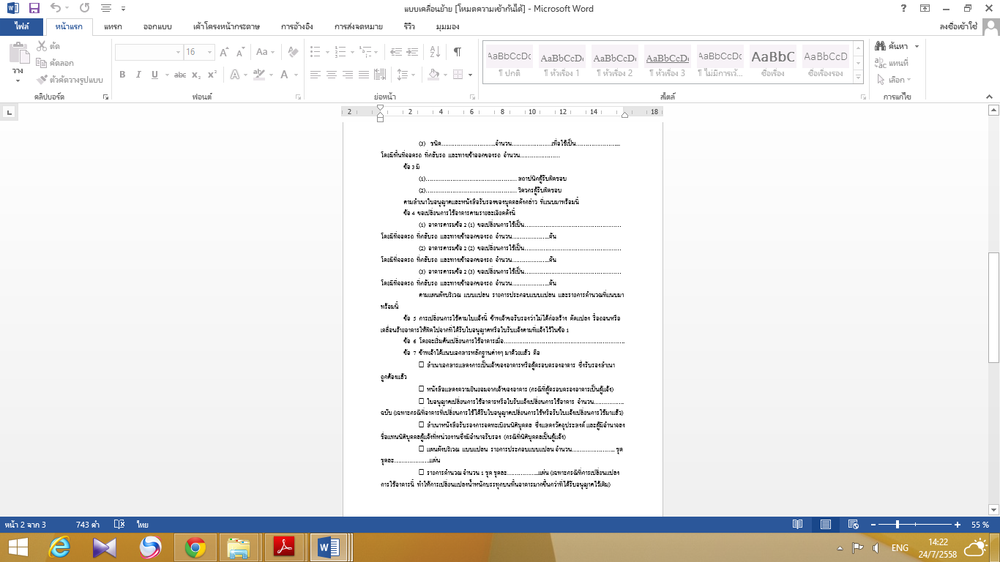 แบบเคลื่อนย้าย [โหมดความเข้ากันได้] - Microsoft Word
ไฟล์ หน้าแรก แทรก ออกแบบ เค้าโครงหน้ากระดาษ การอ้างอิง การส่งจดหมาย รีวิว มุมมอง ลงชื่อเข้าใช้
วาง ตัด คัดลอก ตัวคัดวางรูปแบบ
16
AaBbCcDc AaBbCcDc AaBbCcDc AaBbCcDc AaBbCcDc AaBbC AaBbCcD
¶ ปกติ ¶ หัวเรื่อง 1 ¶ หัวเรื่อง 2 ¶ หัวเรื่อง 3 ¶ ไม่มีการเว้... ชื่อเรื่อง ชื่อเรื่องรอง
ค้นหา แทนที่ เลือก
คลิปบอร์ด ฟอนต์ ย่อหน้า สไตล์ การแก้ไข
2 2 4 6 8 10 12 14 18
(3) ชนิด...........................จำนวน....................เพื่อใช้เป็น.......................
โดยมีพื้นที่จอดรถ ที่กลับรถ และทางเข้าออกของรถ จำนวน....................
ข้อ 3 มี
(1)............................................... สถาปนิกผู้รับผิดชอบ
(2)............................................... วิศวกรผู้รับผิดชอบ
ตามสำเนาใบอนุญาตและหนังสือรับรองของบุคคลดังกล่าว ที่แนบมาพร้อมนี้
ข้อ 4 ขอเปลี่ยนการใช้อาคารตามรายละเอียดดังนี้
(1) อาคารตามข้อ 2 (1) ขอเปลี่ยนการใช้เป็น..................................................
โดยมีที่จอดรถ ที่กลับรถ และทางเข้าออกของรถ จำนวน...................คัน
(2) อาคารตามข้อ 2 (2) ขอเปลี่ยนการใช้เป็น..................................................
โดยมีที่จอดรถ ที่กลับรถ และทางเข้าออกของรถ จำนวน...................คัน
(3) อาคารตามข้อ 2 (3) ขอเปลี่ยนการใช้เป็น..................................................
โดยมีที่จอดรถ ที่กลับรถ และทางเข้าออกของรถ จำนวน...................คัน
ตามแผนผังบริเวณ แบบแปลน รายการประกอบแบบแปลน และรายการคำนวณที่แนบมา
พร้อมนี้
ข้อ 5 การเปลี่ยนการใช้ตามใบแจ้งนี้ ข้าพเจ้าขอรับรองว่าไม่ได้ก่อสร้าง ดัดแปลง รื้อถอนหรือ
เคลื่อนย้ายอาคารให้ผิดไปจากที่ได้รับใบอนุญาตหรือใบรับแจ้งตามที่แจ้งไว้ในข้อ 1
ข้อ 6 โดยจะเริ่มต้นเปลี่ยนการใช้อาคารเมื่อ..............................................................
ข้อ 7 ข้าพเจ้าได้แนบเอกสารหลักฐานต่างๆ มาด้วยแล้ว คือ
☐ สำเนาเอกสารแสดงการเป็นเจ้าของอาคารหรือผู้ครอบครองอาคาร ซึ่งรับรองสำเนา
ถูกต้องแล้ว
☐ หนังสือแสดงความยินยอมจากเจ้าของอาคาร (กรณีที่ผู้ครอบครองอาคารเป็นผู้แจ้ง)
☐ ใบอนุญาตเปลี่ยนการใช้อาคารหรือใบรับแจ้งเปลี่ยนการใช้อาคาร จำนวน................
ฉบับ (เฉพาะกรณีที่อาคารที่เปลี่ยนการใช้ได้รับใบอนุญาตเปลี่ยนการใช้หรือรับใบแจ้งเปลี่ยนการใช้มาแล้ว)
☐ สำเนาหนังสือรับรองการจดทะเบียนนิติบุคคล ซึ่งแสดงวัตถุประสงค์ และผู้มีอำนาจลง
ชื่อแทนนิติบุคคลผู้แจ้งที่หน่วยงานซึ่งมีอำนาจรับรอง (กรณีที่นิติบุคคลเป็นผู้แจ้ง)
☐ แผนผังบริเวณ แบบแปลน รายการประกอบแบบแปลน จำนวน...................... ชุด
ชุดละ..................แผ่น
☐ รายการคำนวณ จำนวน 1 ชุด ชุดละ................แผ่น (เฉพาะกรณีที่การเปลี่ยนแปลง
การใช้อาคารนี้ ทำให้การเปลี่ยนแปลงน้ำหนักบรรทุกบนพื้นอาคารมากขึ้นกว่าที่ได้รับอนุญาตไว้เดิม)
หน้า 2 จาก 3 743 คำ ไทย 55 %
ENG 14:22
24/7/2558